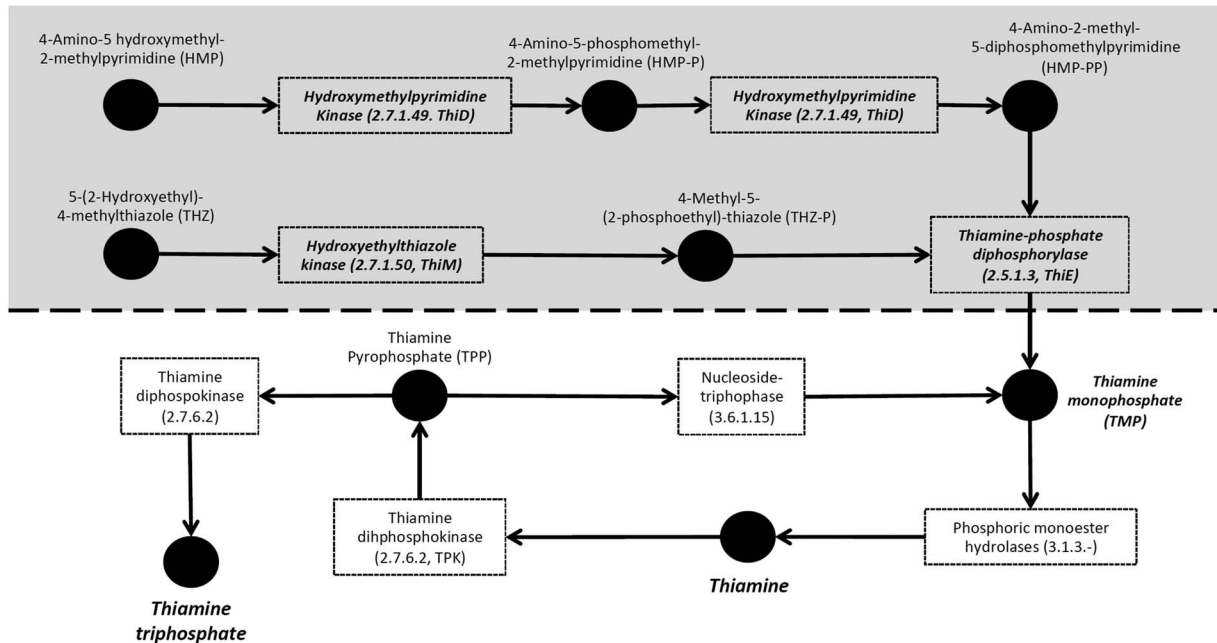 4-Amino-5 hydroxymethyl-
2-methylpyrimidine (HMP)
4-Amino-5-phosphomethyl-
2-methylpyrimidine (HMP-P)
4-Amino-2-methyl-
5-diphosphomethylpyrimidine
(HMP-PP)
Hydroxymethylpyrimidine
Kinase (2.7.1.49. ThiD)
Hydroxymethylpyrimidine
Kinase (2.7.1.49, ThiD)
5-(2-Hydroxyethyl)-
4-methylthiazole (THZ)
4-Methyl-5-
(2-phosphoethyl)-thiazole (THZ-P)
Hydroxyethylthiazole
kinase (2.7.1.50, ThiM)
Thiamine-phosphate
diphosphorylase
(2.5.1.3, ThiE)
Thiamine
Pyrophosphate (TPP)
Thiamine
diphospokinase
(2.7.6.2)
Nucleoside-
triphophase
(3.6.1.15)
Thiamine
monophosphate
(TMP)
Thiamine
dihphosphokinase
(2.7.6.2, TPK)
Phosphoric monoester
hydrolases (3.1.3.-)
Thiamine
Thiamine
triphosphate